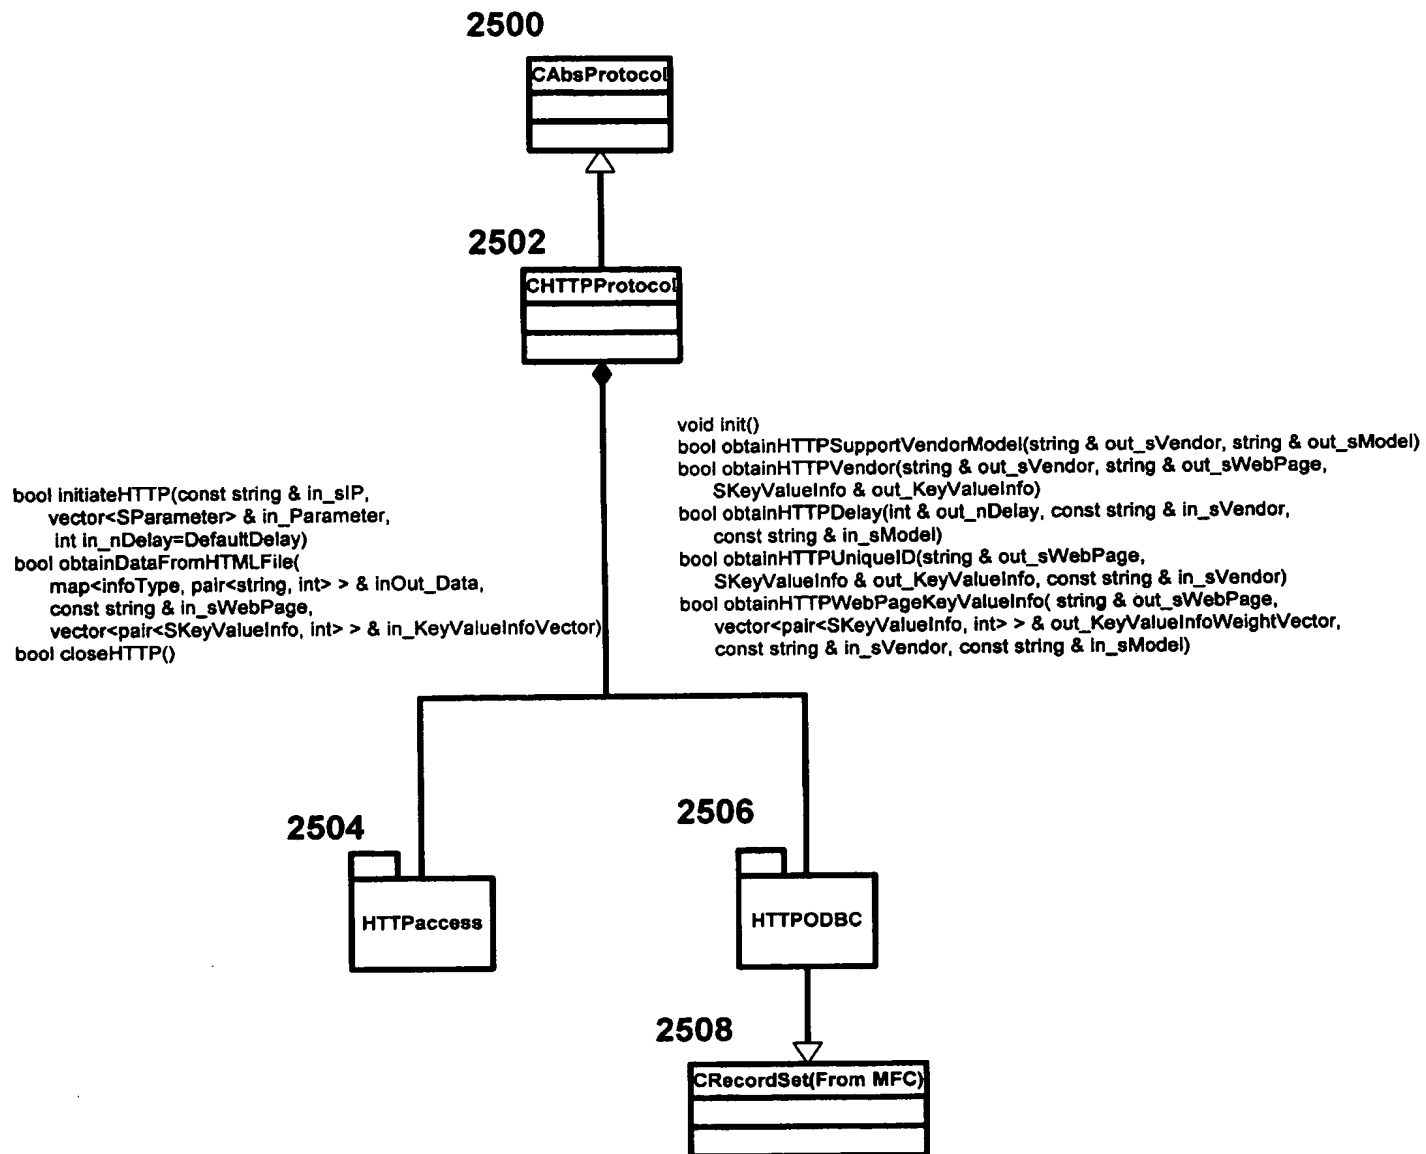 2500
CAbsProtocol
2502
CHTTPProtocol
void init()
bool obtainHTTPSupportVendorModel(string & out_sVendor, string & out_sModel)
bool obtainHTTPVendor(string & out_sVendor, string & out_sWebPage,
SKeyValueInfo & out_KeyValueInfo)
bool obtainHTTPDelay(int & out_nDelay, const string & in_sVendor,
const string & in_sModel)
bool obtainHTTPUniqueID(string & out_sWebPage,
SKeyValueInfo & out_KeyValueInfo, const string & in_sVendor)
bool obtainHTTPWebPageKeyValueInfo( string & out_sWebPage,
vector<pair<SKeyValueInfo, int> > & out_KeyValueInfoWeightVector,
const string & in_sVendor, const string & in_sModel)
bool initiateHTTP(const string & in_sIP,
vector<SParameter> & in_Parameter,
int in_nDelay=DefaultDelay)
bool obtainDataFromHTMLFile(
map<infoType, pair<string, int> > & inOut_Data,
const string & in_sWebPage,
vector<pair<SKeyValueInfo, int> > & in_KeyValueInfoVector)
bool closeHTTP()
2504
HTTPaccess
2506
HTTPODBC
2508
CRecordSet(From MFC)